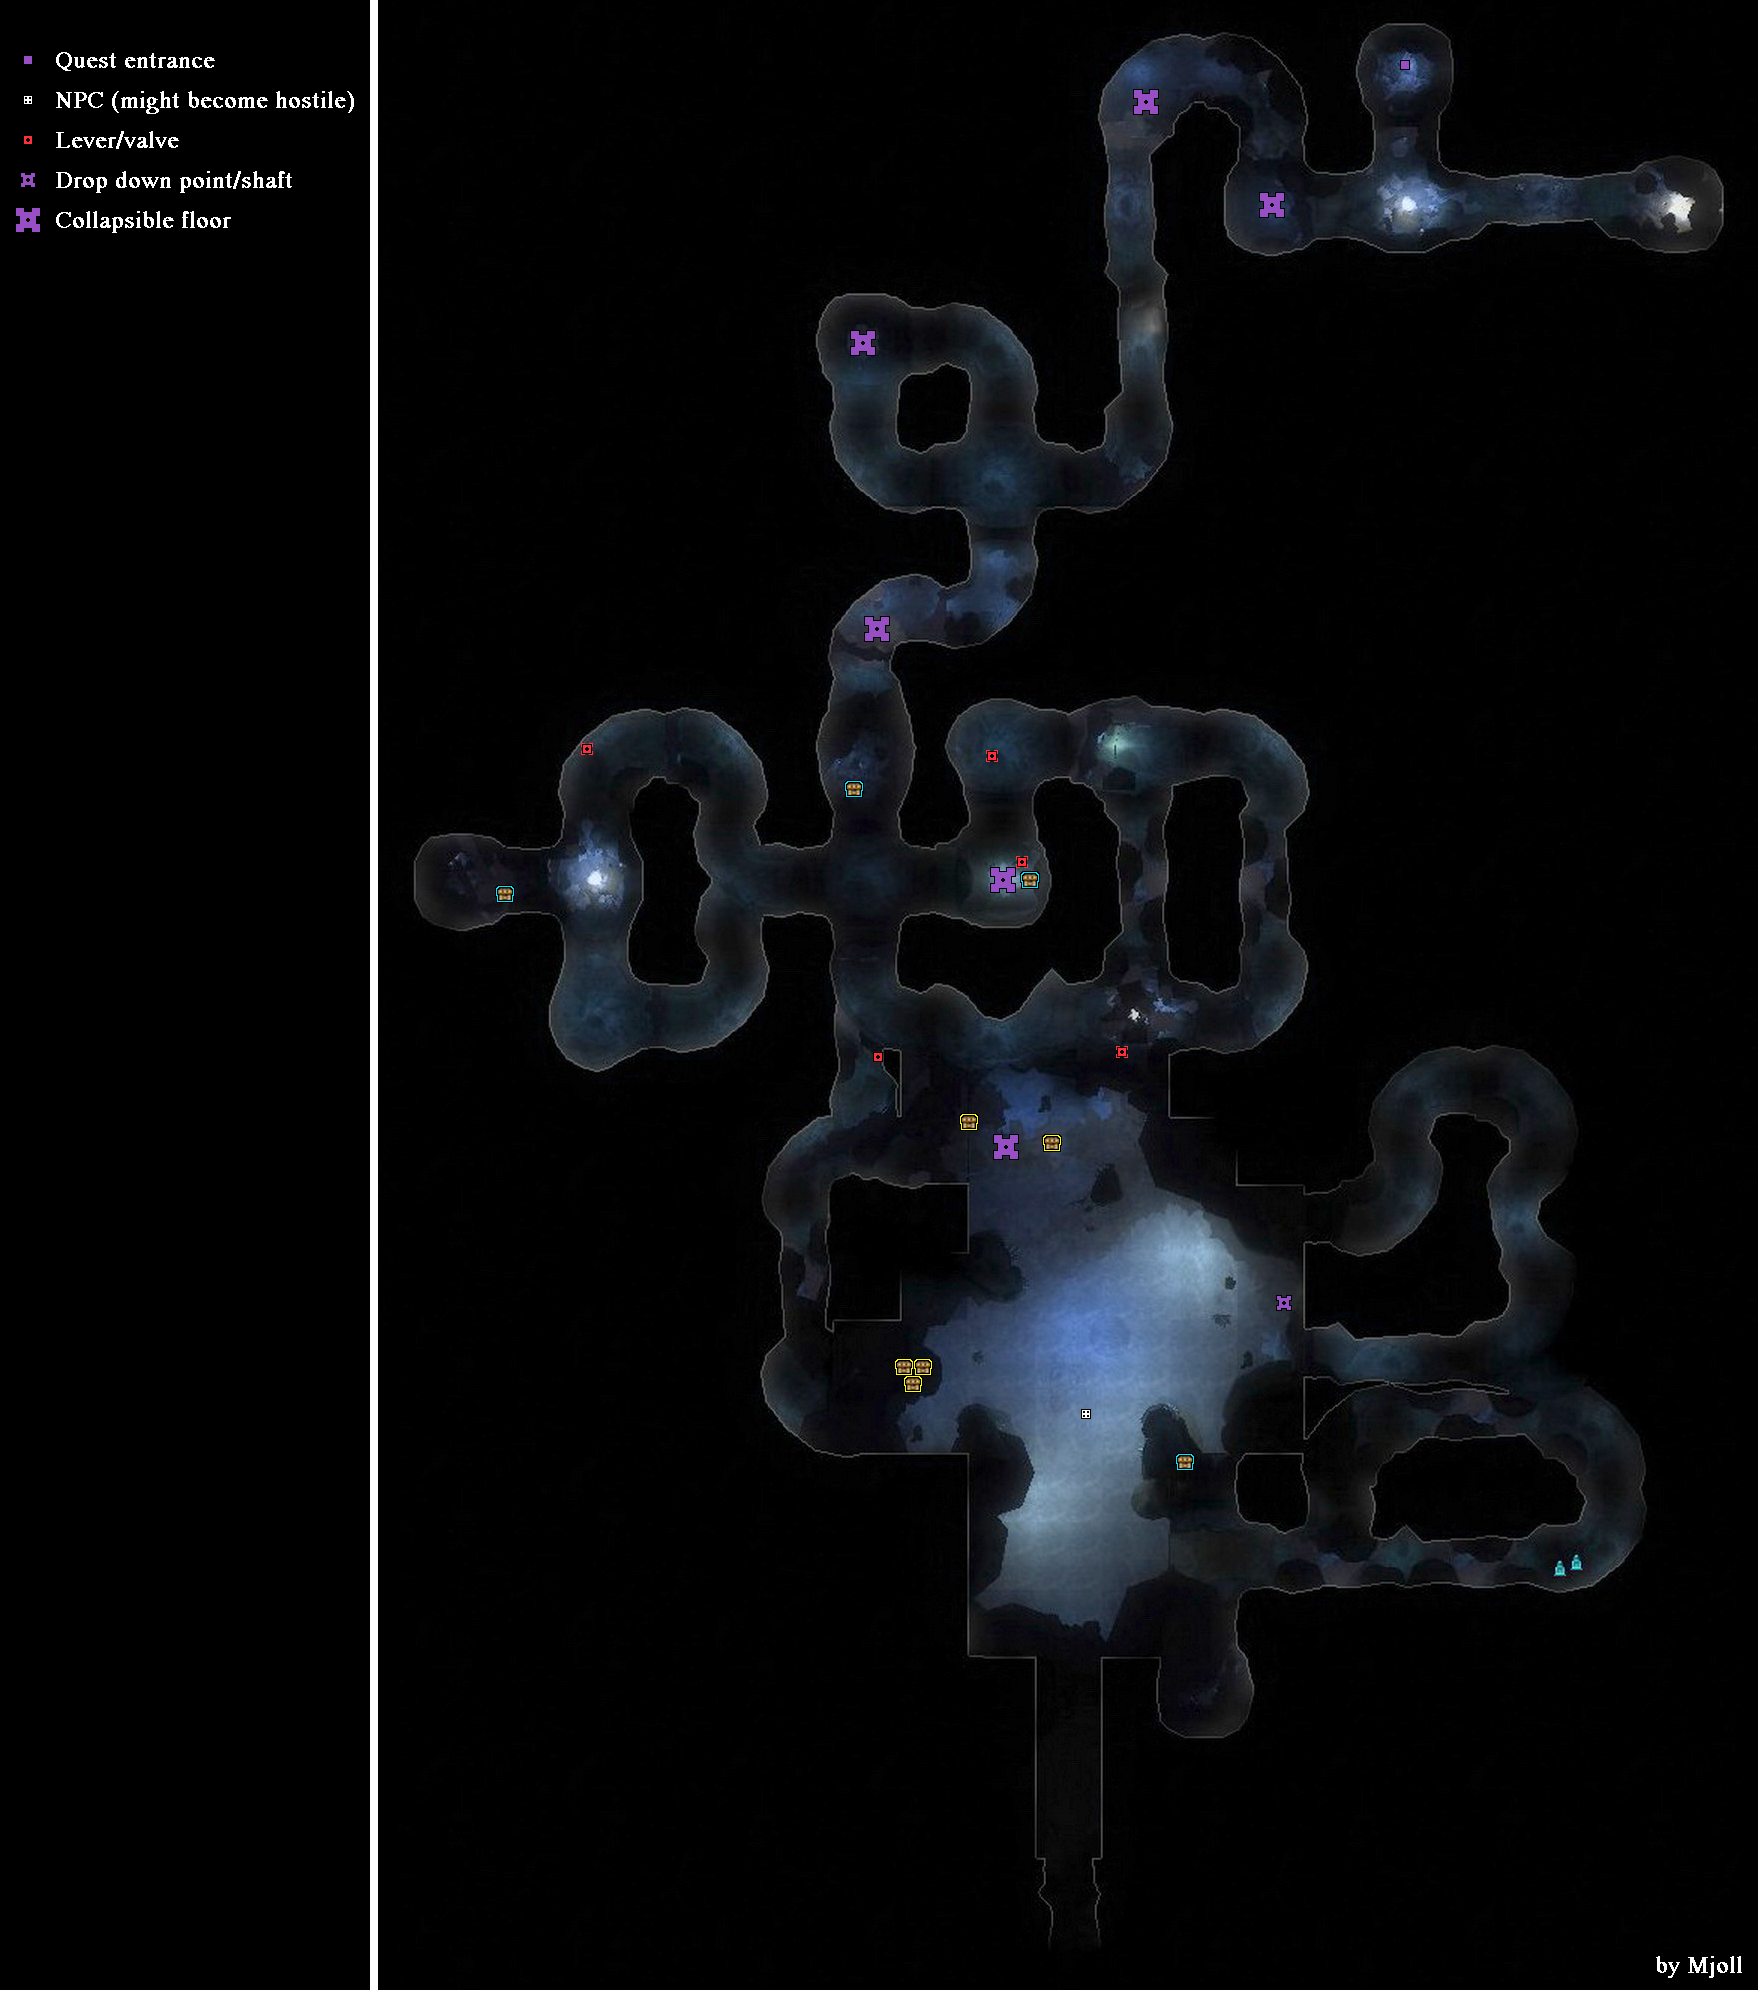 Quest entrance
NPC (might become hostile)
Lever/valve
Drop down point/shaft
Collapsible floor
by Mjoll